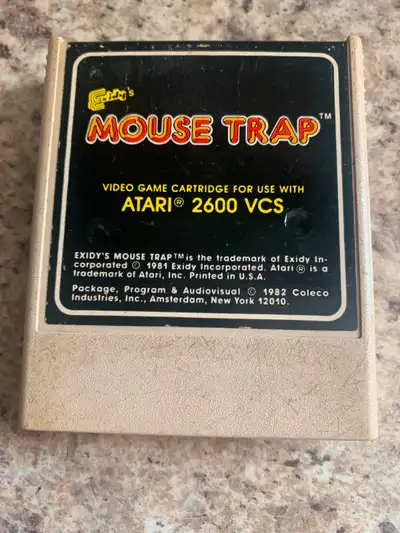 Exidy's
MOUSE TRAP™
VIDEO GAME CARTRIDGE FOR USE WITH
ATARI® 2600 VCS
EXIDY'S MOUSE TRAP™ is the trademark of Exidy In-
corporated © 1981 Exidy Incorporated. Atari® is a
trademark of Atari, Inc. Printed in U.S.A.
Package, Program & Audiovisual © 1982 Coleco
Industries, Inc., Amsterdam, New York 12010.